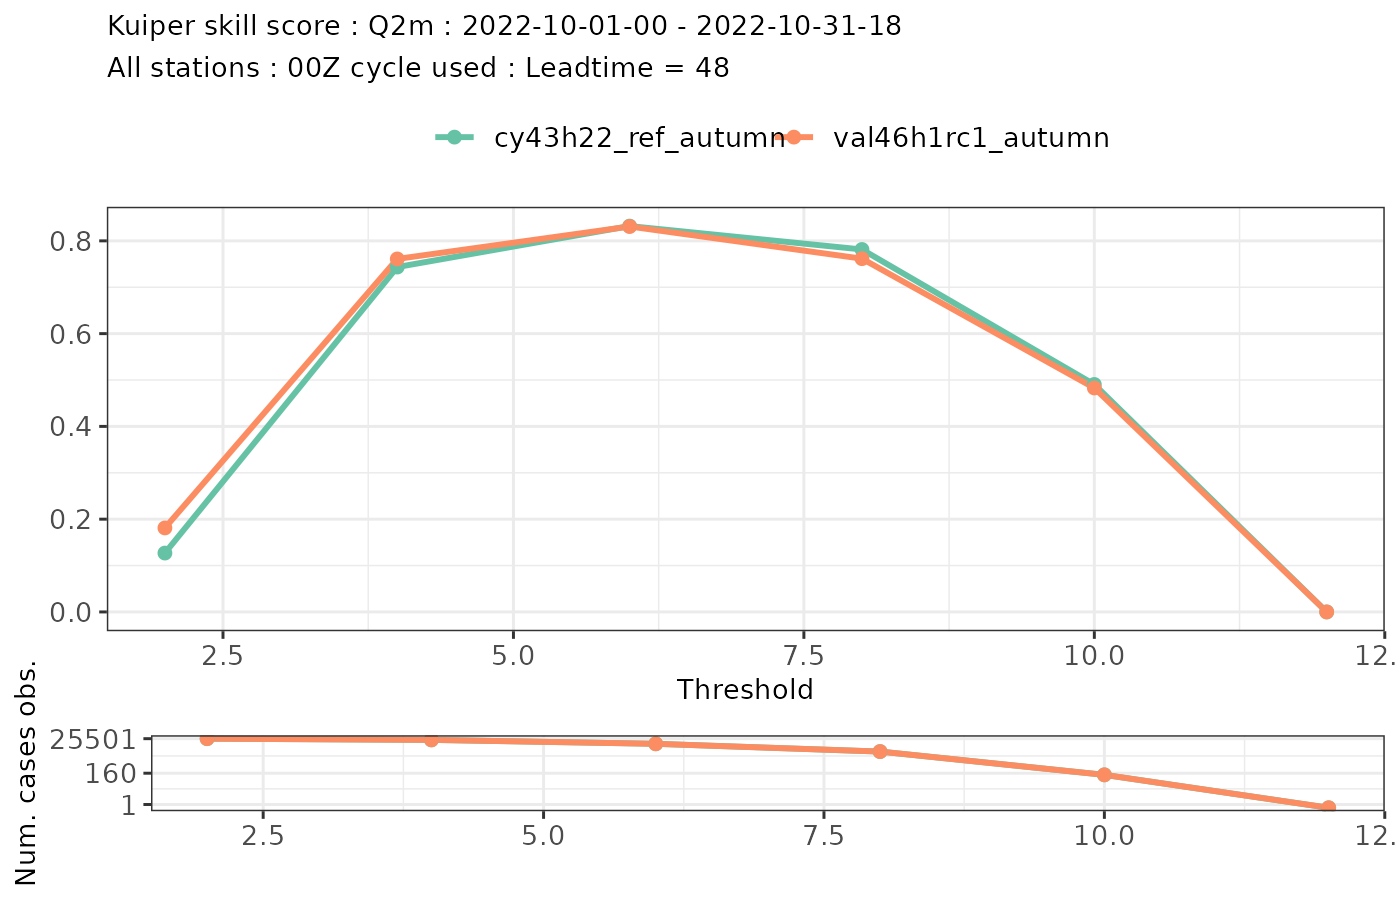 Kuiper skill score : Q2m : 2022-10-01-00 - 2022-10-31-18
All stations : 00Z cycle used : Leadtime = 48
cy43h22_ref_autumn val46h1rc1_autumn
0.8
0.6
0.4
0.2
0.0
2.5 5.0 7.5 10.0 12.
Threshold
Num. cases obs.
25501
160
1
2.5 5.0 7.5 10.0 12.